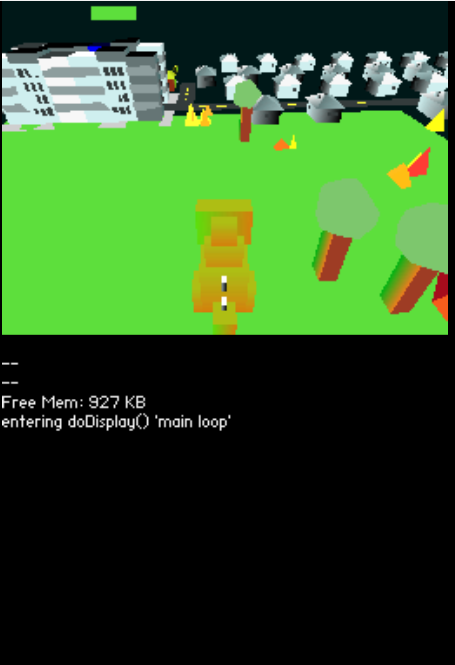 --
--
Free Mem: 927 KB
entering doDisplay() 'main loop'